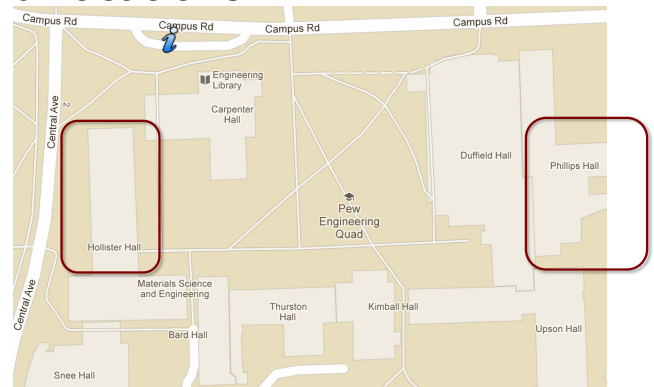 Campus Rd
Campus Rd
Campus Rd
Campus Rd
Engineering
Library
Carpenter
Hall
Central Ave
2
Duffield Hall
Phillips Hall
Pew
Engineering
Quad
Hollister Hall
Materials Science
and Engineering
Central Ave
Thurston
Hall
Kimball Hall
Bard Hall
Upson Hall
Snee Hall